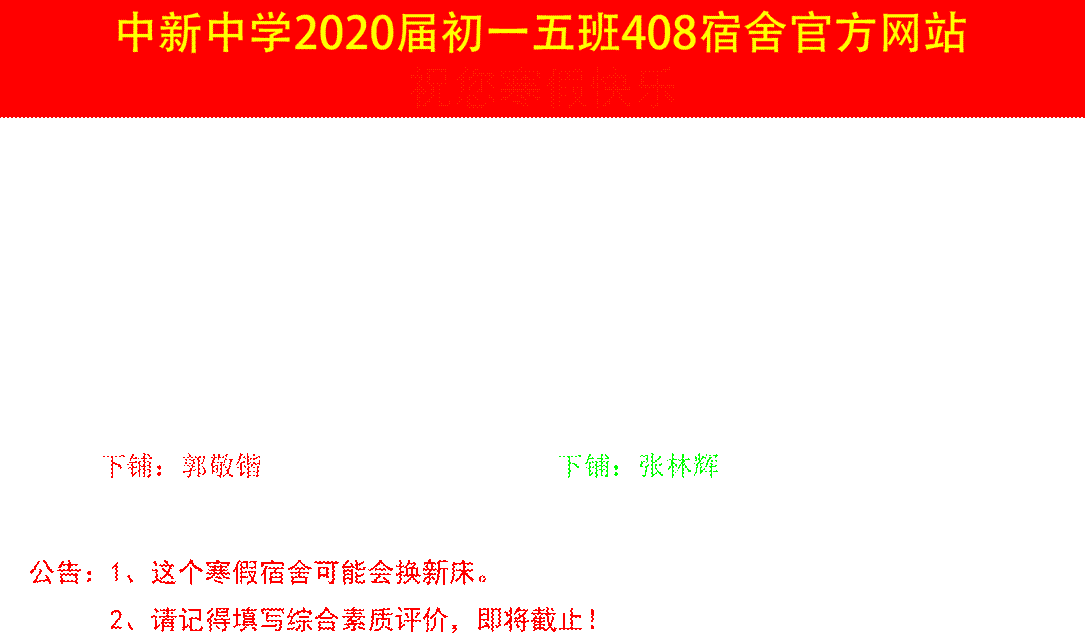 中新中学2020届初一五班408宿舍官方网站
祝您寒假快乐
下铺：郭敬锴 下铺：张林辉
公告：1、这个寒假宿舍可能会换新床。
2、请记得填写综合素质评价，即将截止！